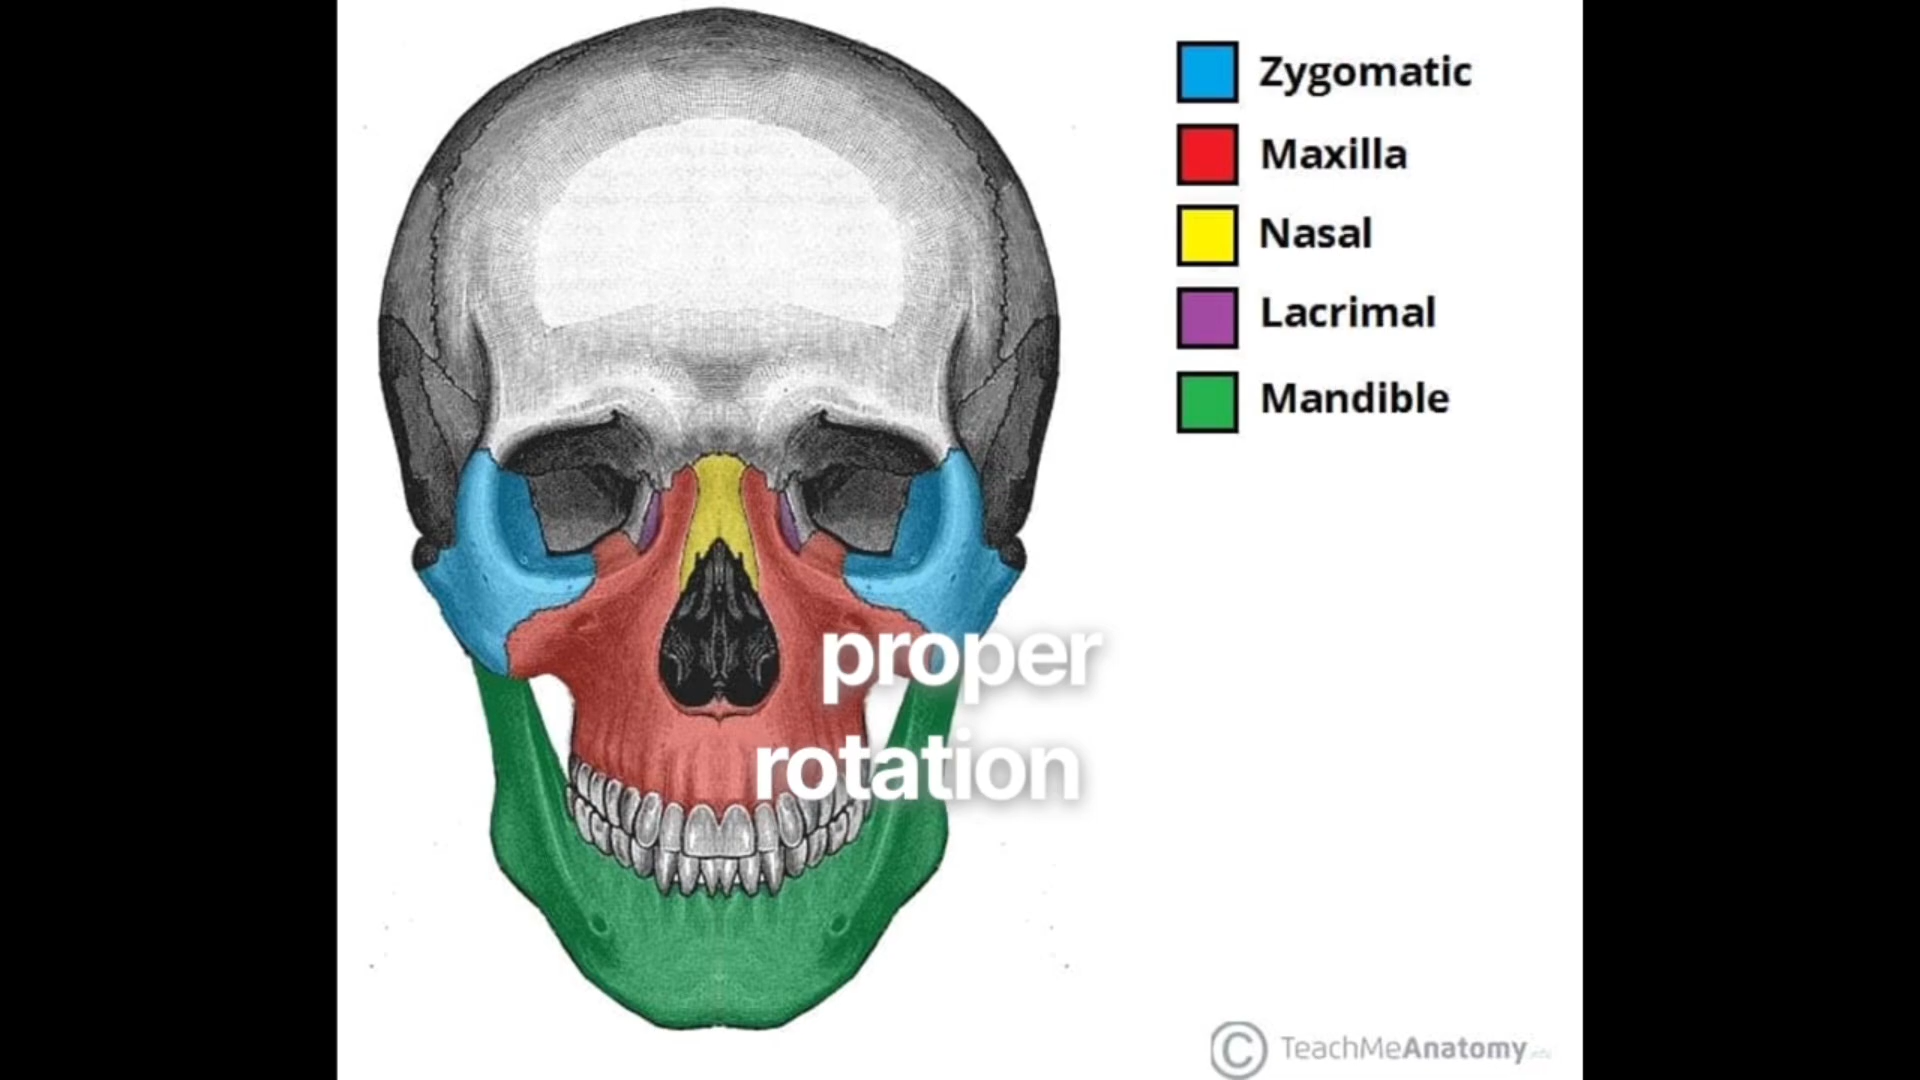 Zygomatic
Maxilla
Nasal
Lacrimal
Mandible
proper
rotation
© TeachMeAnatomy